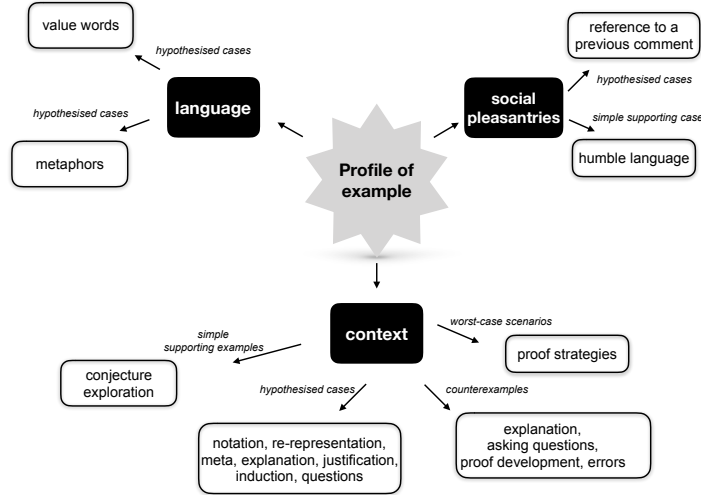 value words
hypothesised cases
language
hypothesised cases
metaphors
reference to a
previous comment
hypothesised cases
social
pleasantries
simple supporting case
humble language
Profile of
example
context
worst-case scenarios
proof strategies
simple
supporting examples
conjecture
exploration
hypothesised cases
notation, re-representation,
meta, explanation, justification,
induction, questions
counterexamples
explanation,
asking questions,
proof development, errors